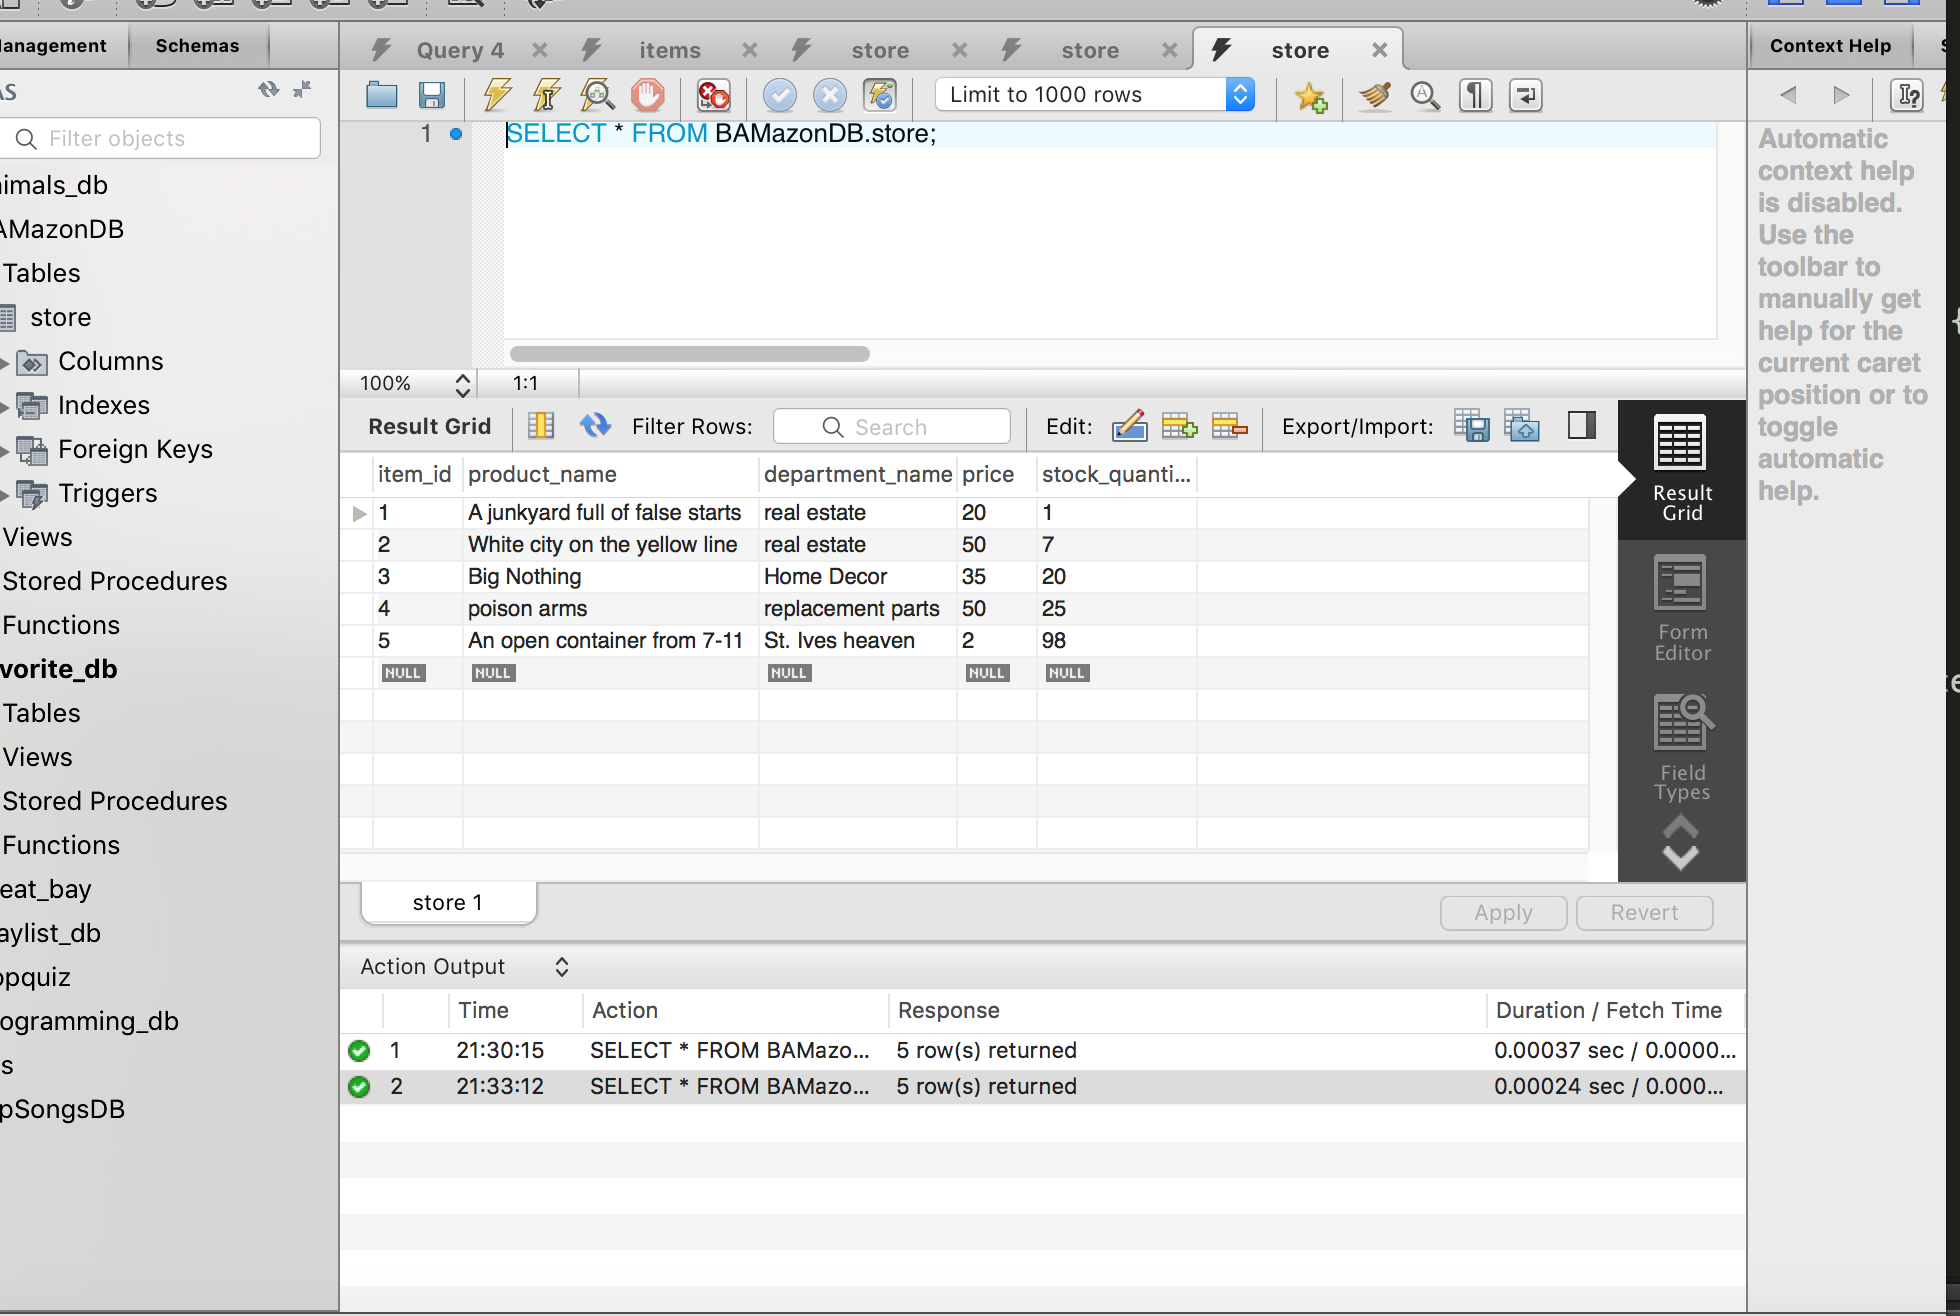 Management Schemas
AS
Filter objects
imals_db
AMazonDB
Tables
store
Columns
Indexes
Foreign Keys
Triggers
Views
Stored Procedures
Functions
vorite_db
Tables
Views
Stored Procedures
Functions
eat_bay
aylist_db
opquiz
ogramming_db
s
pSongsDB
Query 4 items store store store
Limit to 1000 rows
1 SELECT * FROM BAMazonDB.store;
100% 1:1
Result Grid Filter Rows: Search Edit: Export/Import:
item_id product_name department_name price stock_quanti...
1 A junkyard full of false starts real estate 20 1
2 White city on the yellow line real estate 50 7
3 Big Nothing Home Decor 35 20
4 poison arms replacement parts 50 25
5 An open container from 7-11 St. Ives heaven 2 98
NULL NULL NULL NULL NULL
Result
Grid
Form
Editor
Field
Types
store 1
Apply Revert
Action Output
Time Action Response Duration / Fetch Time
1 21:30:15 SELECT * FROM BAMazo... 5 row(s) returned 0.00037 sec / 0.0000...
2 21:33:12 SELECT * FROM BAMazo... 5 row(s) returned 0.00024 sec / 0.000...
Context Help
Automatic
context help
is disabled.
Use the
toolbar to
manually get
help for the
current caret
position or to
toggle
automatic
help.
{